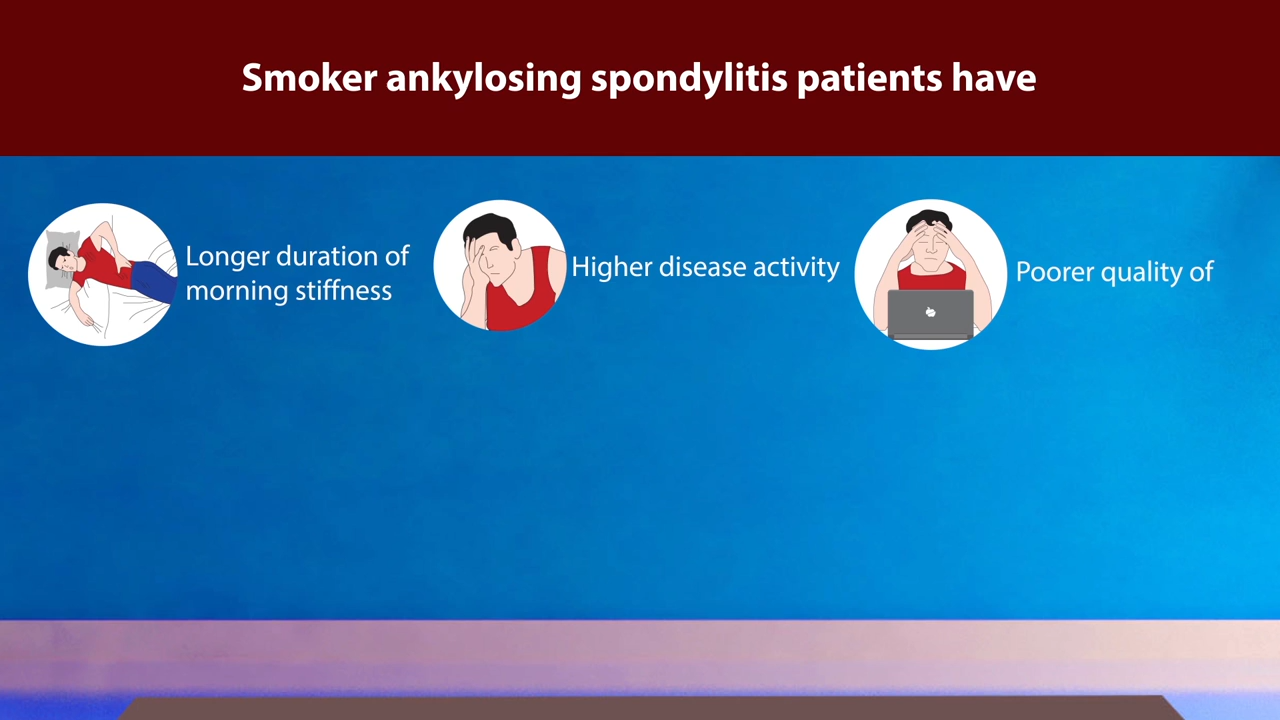 Smoker ankylosing spondylitis patients have
Longer duration of
morning stiffness
Higher disease activity
Poorer quality of